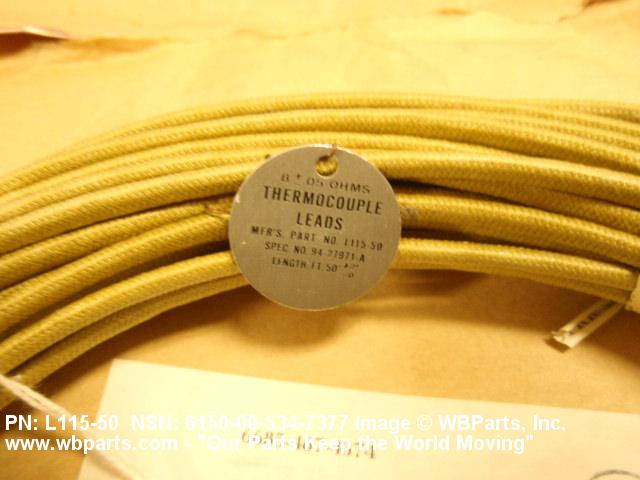 8 ± 05 OHMS
THERMOCOUPLE
LEADS
MFR'S. PART NO. L115-50
SPEC. NO. 94-27971-A
LENGTH FT. 50
PN: L115-50 NSN: 6150-00-534-7377 Image © WBParts, Inc.
www.wbparts.com - "Our Parts Keep the World Moving"